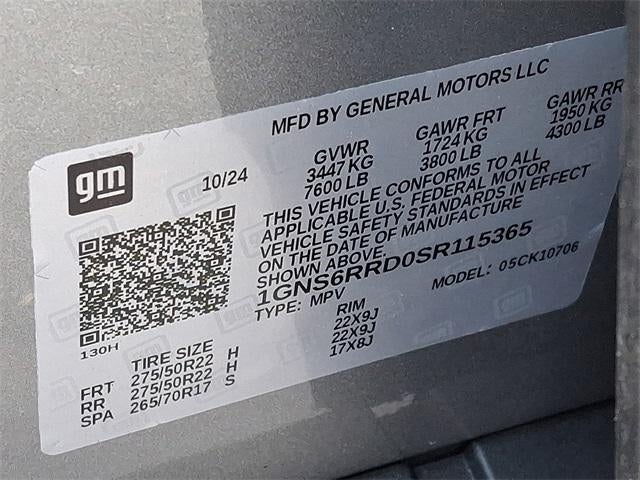 MFD BY GENERAL MOTORS LLC
gm
10/24
GVWR GAWR FRT GAWR RR
3447 KG 1724 KG 1950 KG
7600 LB 3800 LB 4300 LB
THIS VEHICLE CONFORMS TO ALL
APPLICABLE U.S. FEDERAL MOTOR
VEHICLE SAFETY STANDARDS IN EFFECT
ON THE DATE OF MANUFACTURE
SHOWN ABOVE.
1GNS6RRD0SR115365
TYPE: MPV MODEL: 05CK10706
130H
TIRE SIZE RIM
FRT 275/50R22 H 22X9J
RR 275/50R22 H 22X9J
SPA 265/70R17 S 17X8J